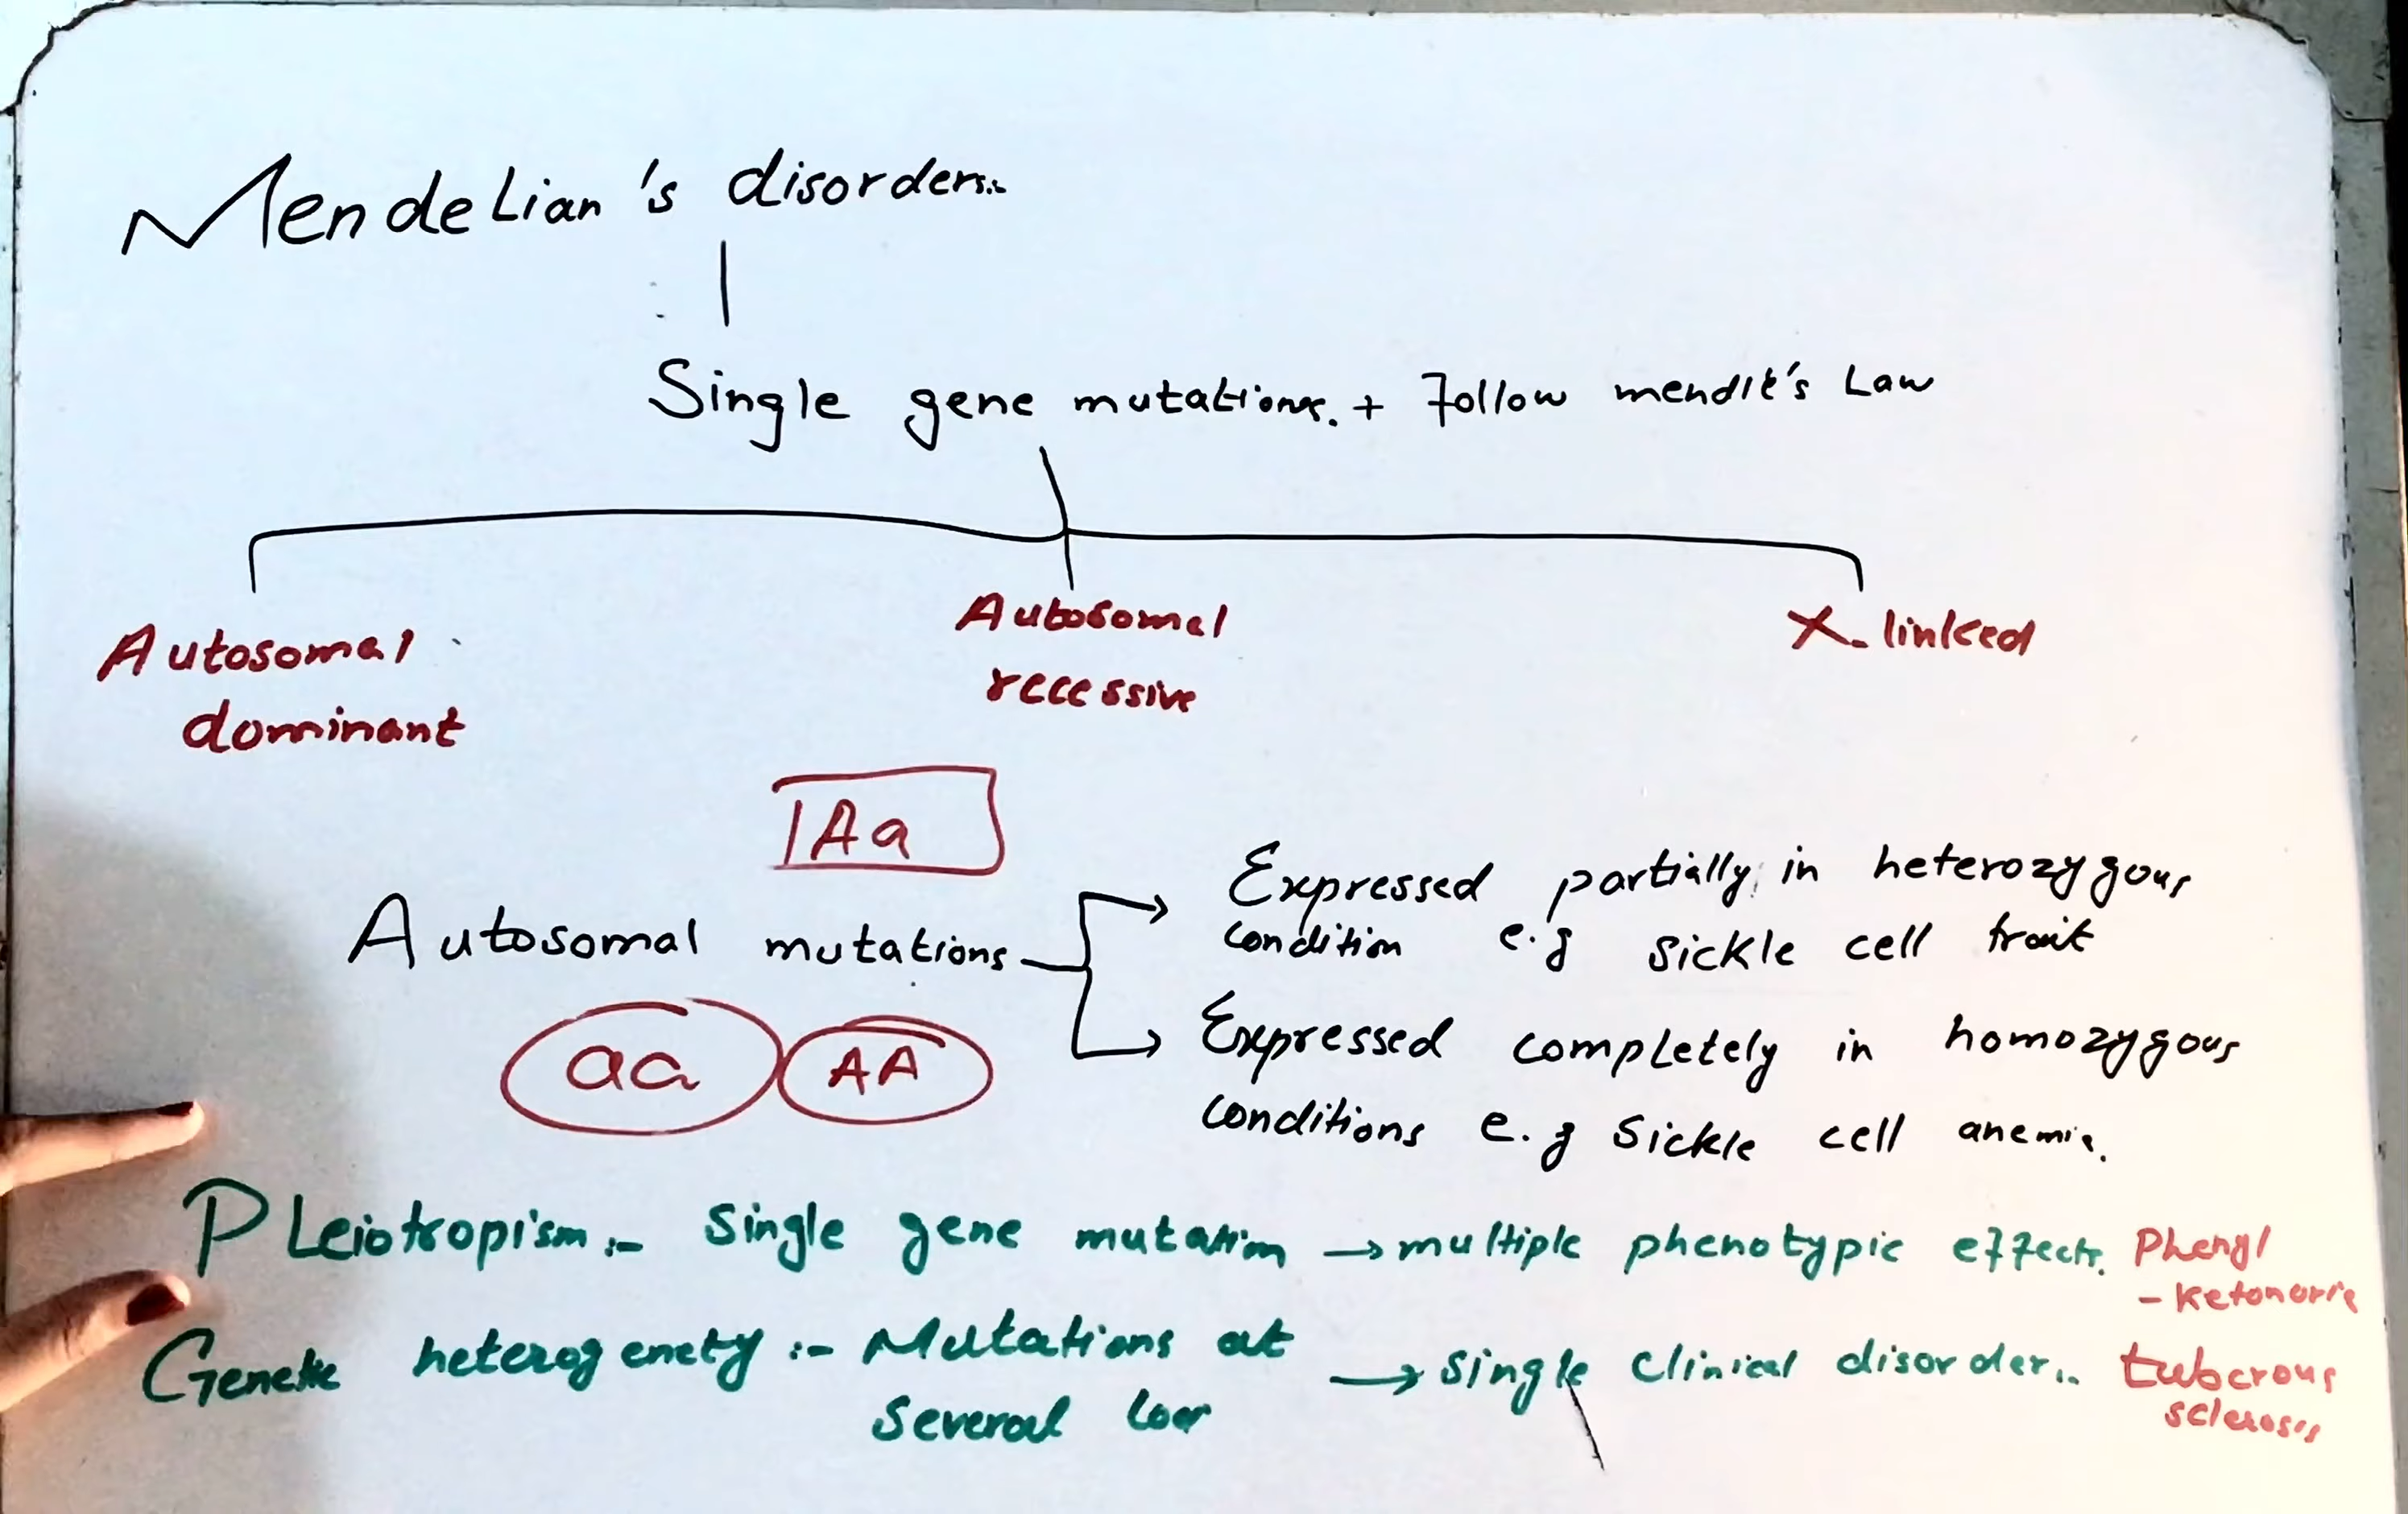 Mendelian's disorders.
Single gene mutations. + Follow mendle's Law
Autosomal
dominant
Autosomal
recessive
X-linked
Aa
Autosomal mutations
Expressed partially in heterozygous
condition e.g sickle cell trait
aa
AA
Expressed completely in homozygous
conditions e.g Sickle cell anemia.
PLeiotropism :- Single gene mutation → multiple phenotypic effects. Phenyl
-ketonuria
Genetic heterogenety :- Mutations at → single clinical disorder.. tuberous
several loci
sclerosis